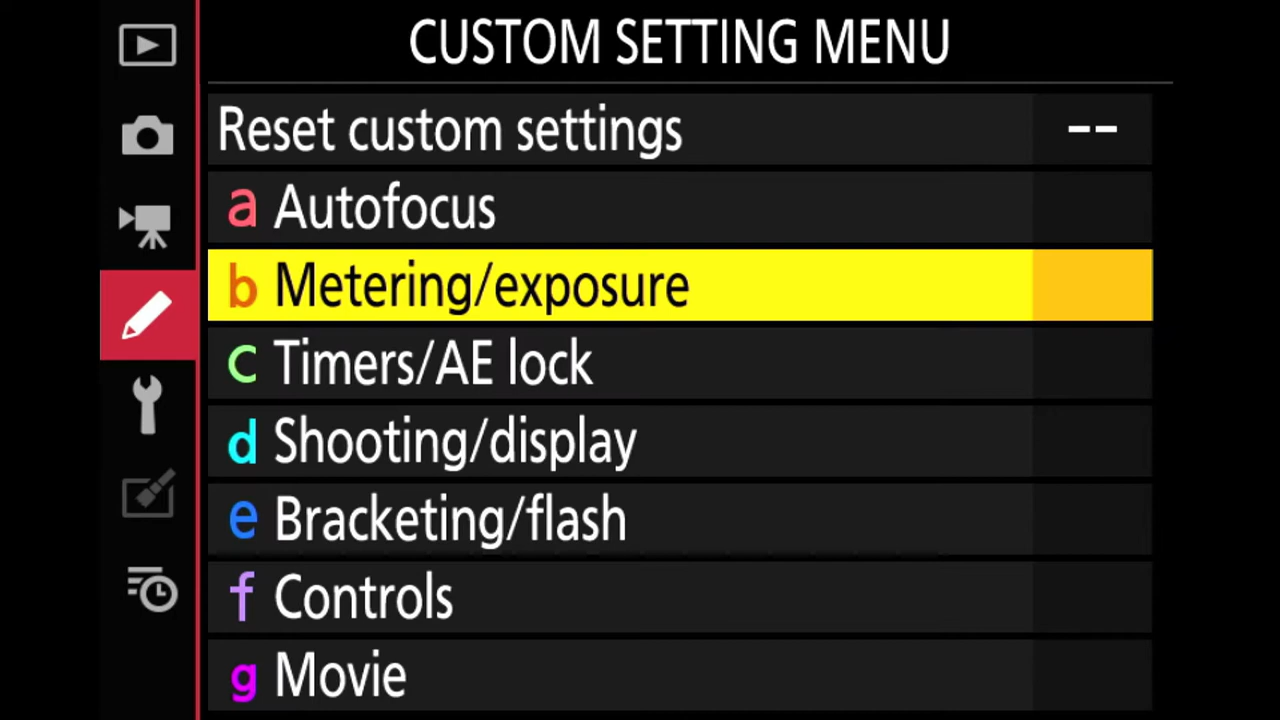 CUSTOM SETTING MENU
Reset custom settings --
a Autofocus
b Metering/exposure
c Timers/AE lock
d Shooting/display
e Bracketing/flash
f Controls
g Movie